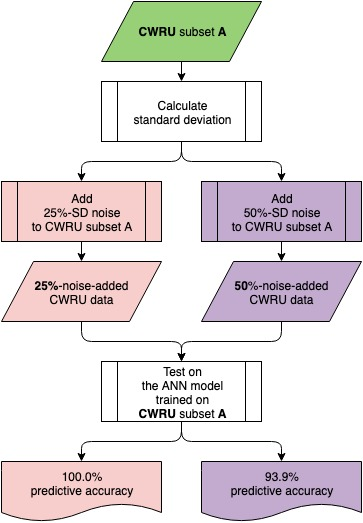 CWRU subset A
Calculate
standard deviation
Add
25%-SD noise
to CWRU subset A
Add
50%-SD noise
to CWRU subset A
25%-noise-added
CWRU data
50%-noise-added
CWRU data
Test on
the ANN model
trained on
CWRU subset A
100.0%
predictive accuracy
93.9%
predictive accuracy